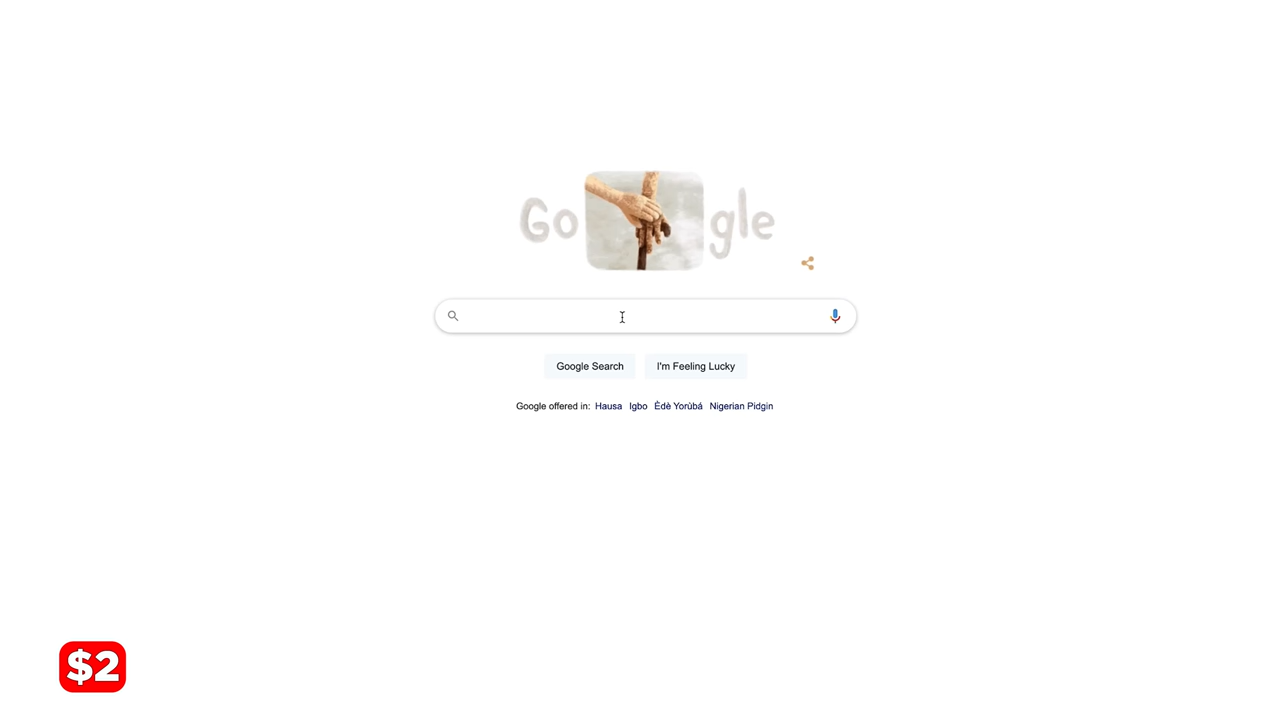 Go gle
Google Search I'm Feeling Lucky
Google offered in: Hausa Igbo Èdè Yorùbá Nigerian Pidgin
$2